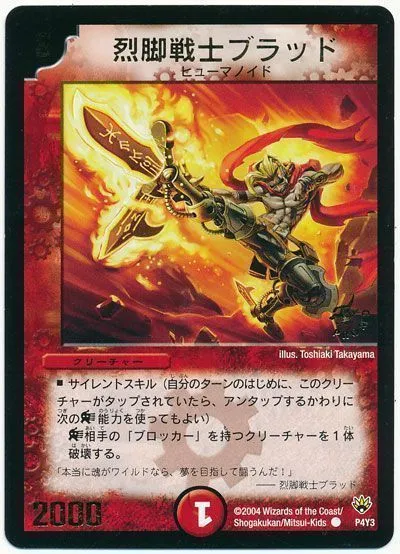 烈脚戦士ブラッド
ヒューマノイド
illus. Toshiaki Takayama
クリーチャー
■ サイレントスキル（自分のターンのはじめに、このクリー
チャーがタップされていたら、アンタップするかわりに
次の能力を使ってもよい）
相手の「ブロッカー」を持つクリーチャーを1体
破壊する。
「本当に魂がワイルドなら、夢を目指して闘うんだ！」
―― 烈脚戦士ブラッド
2000
1
©2004 Wizards of the Coast/
Shogakukan/Mitsui-Kids
P4Y3